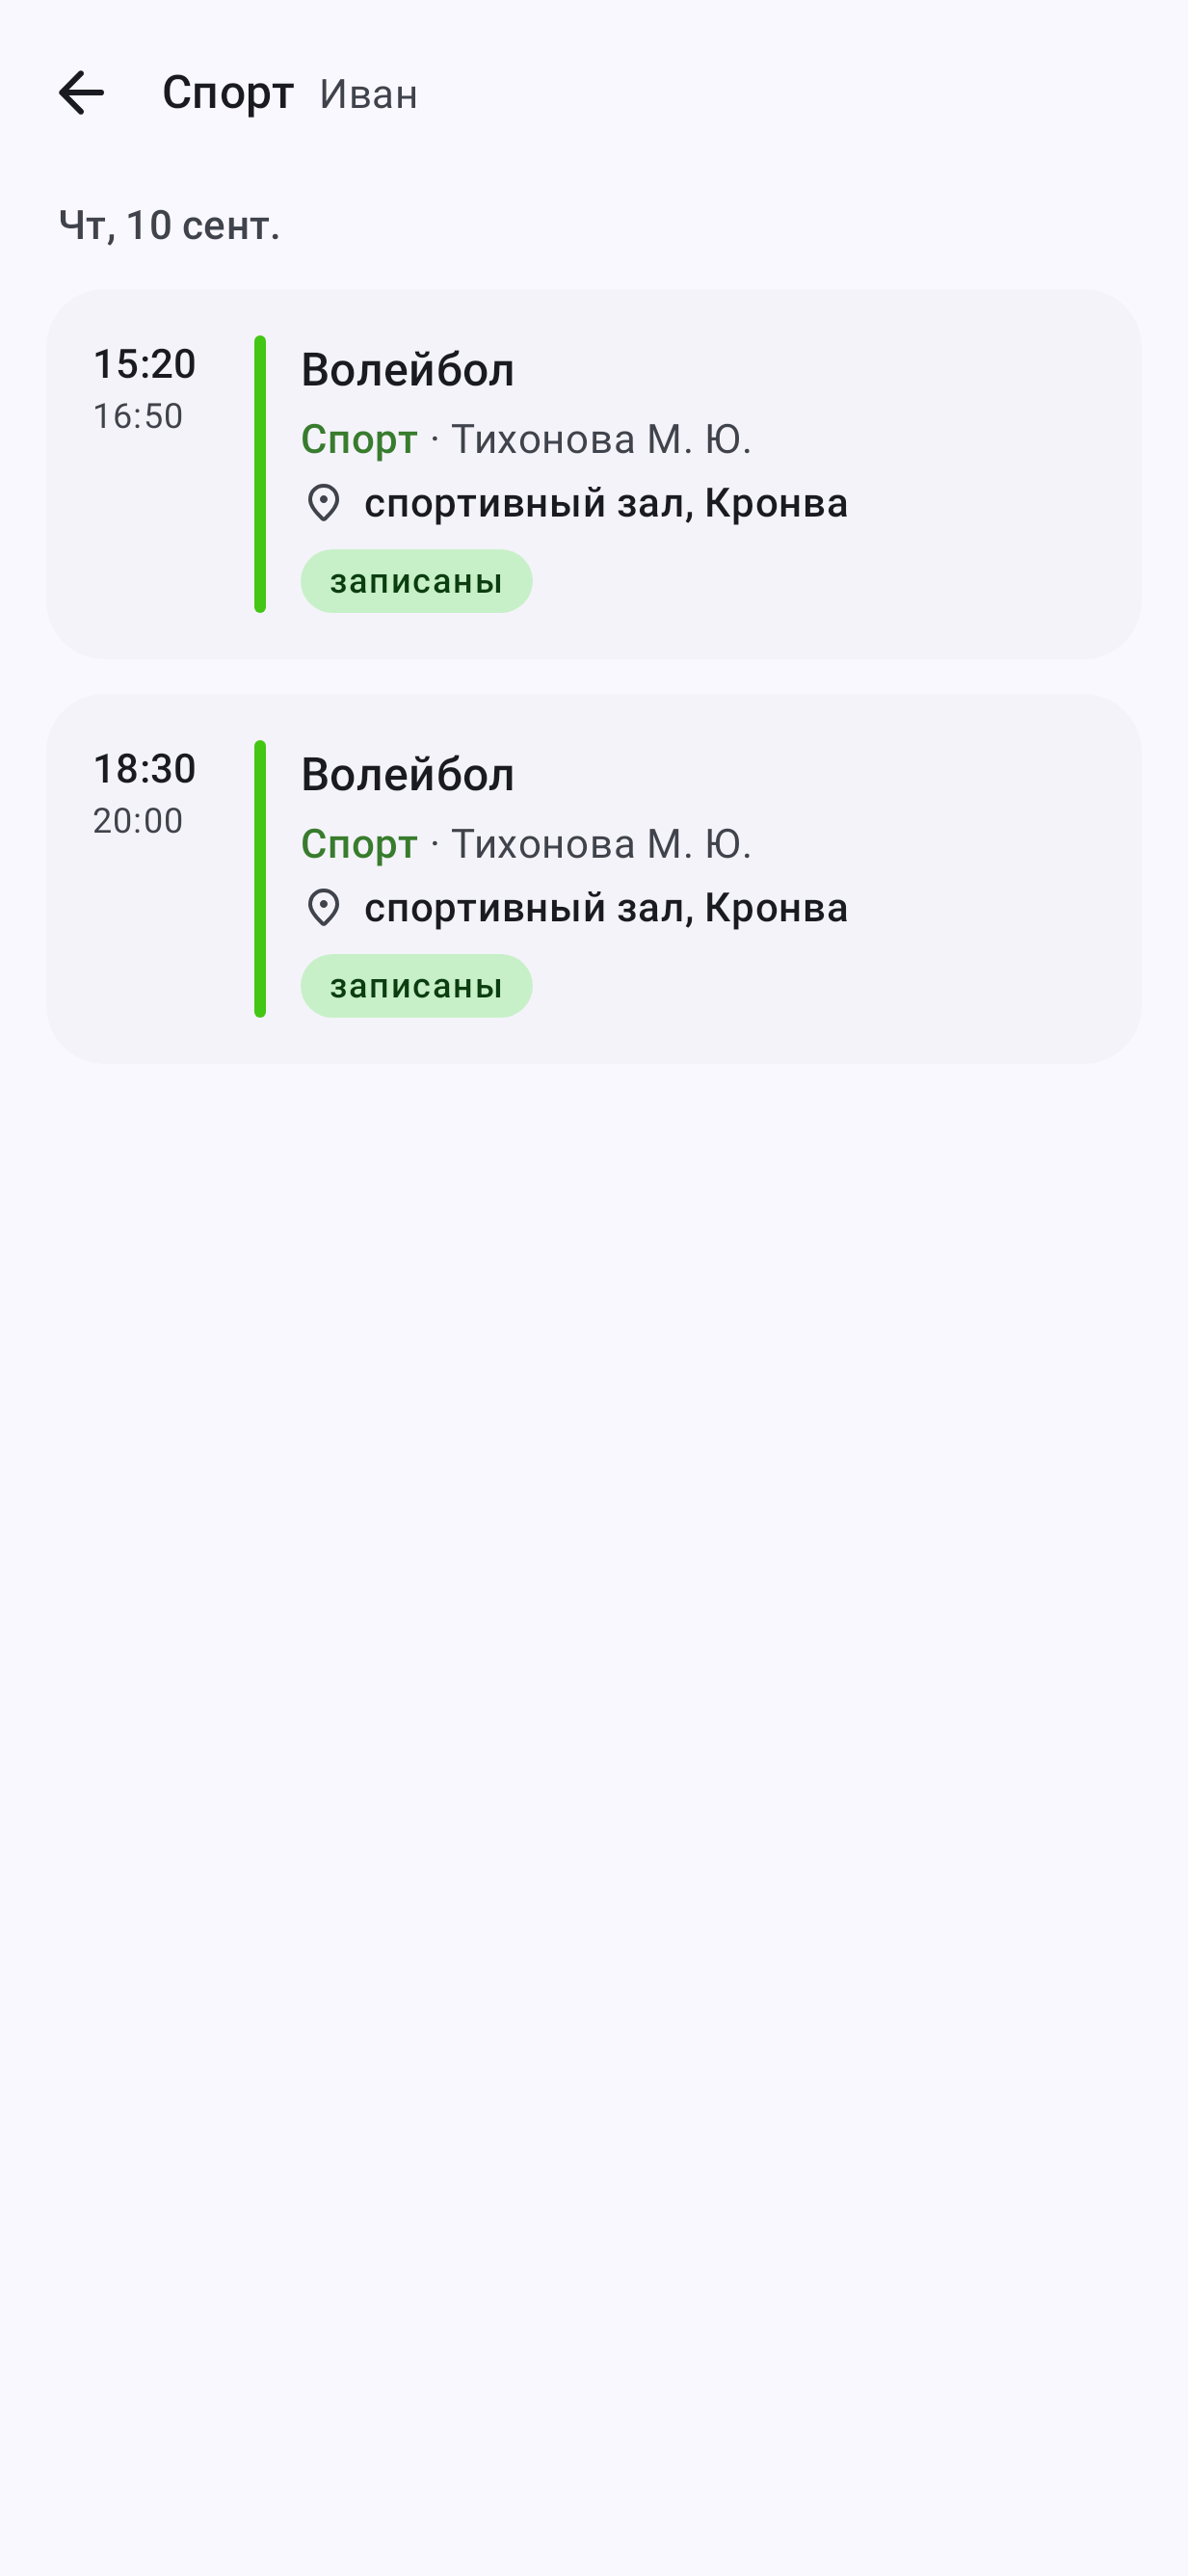 Спорт Иван
Чт, 10 сент.
15:20
16:50
Волейбол
Спорт · Тихонова М. Ю.
спортивный зал, Кронва
записаны
18:30
20:00
Волейбол
Спорт · Тихонова М. Ю.
спортивный зал, Кронва
записаны